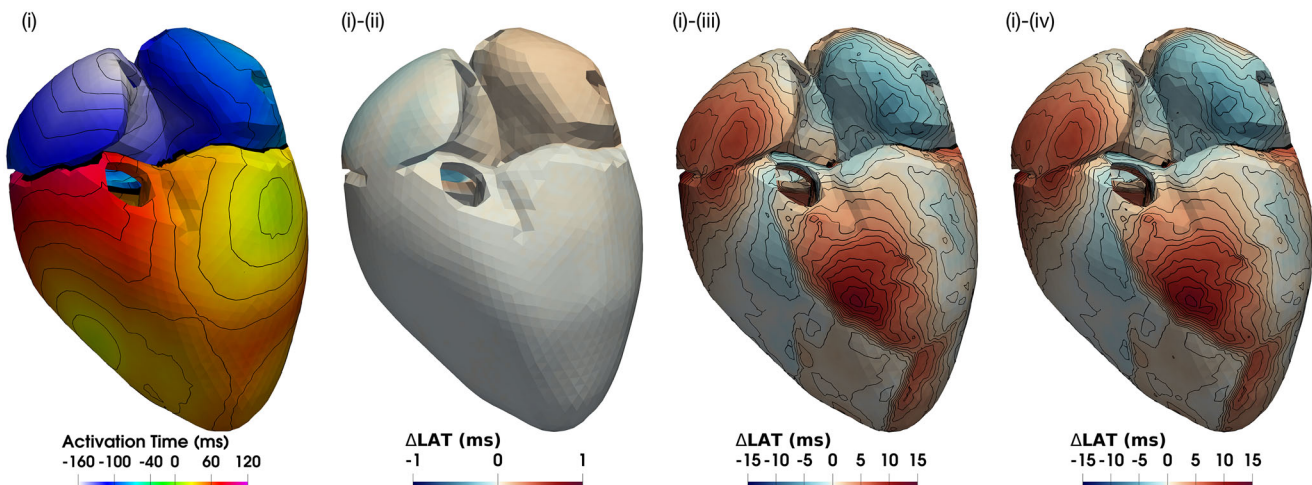 (i)
(i)-(ii)
(i)-(iii)
(i)-(iv)
Activation Time (ms)
-160 -100 -40 0 60 120
ΔLAT (ms)
-1 0 1
ΔLAT (ms)
-15 -10 -5 0 5 10 15
ΔLAT (ms)
-15 -10 -5 0 5 10 15